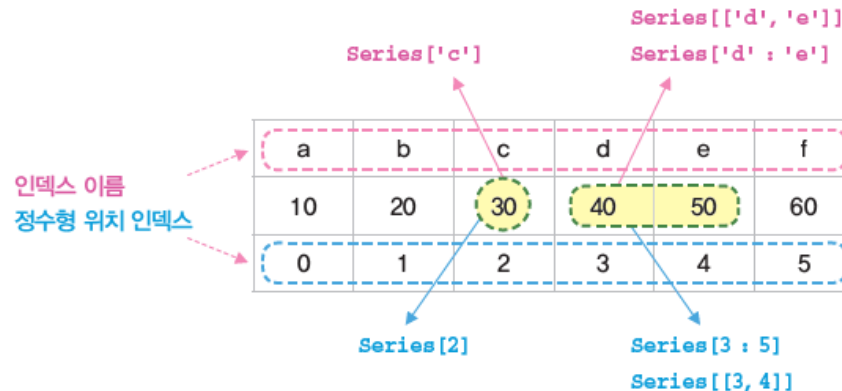 Series[['d', 'e']]
Series['c'] Series['d' : 'e']
a b c d e f
인덱스 이름
정수형 위치 인덱스
10 20 30 40 50 60
0 1 2 3 4 5
Series[2] Series[3 : 5]
Series[[3, 4]]